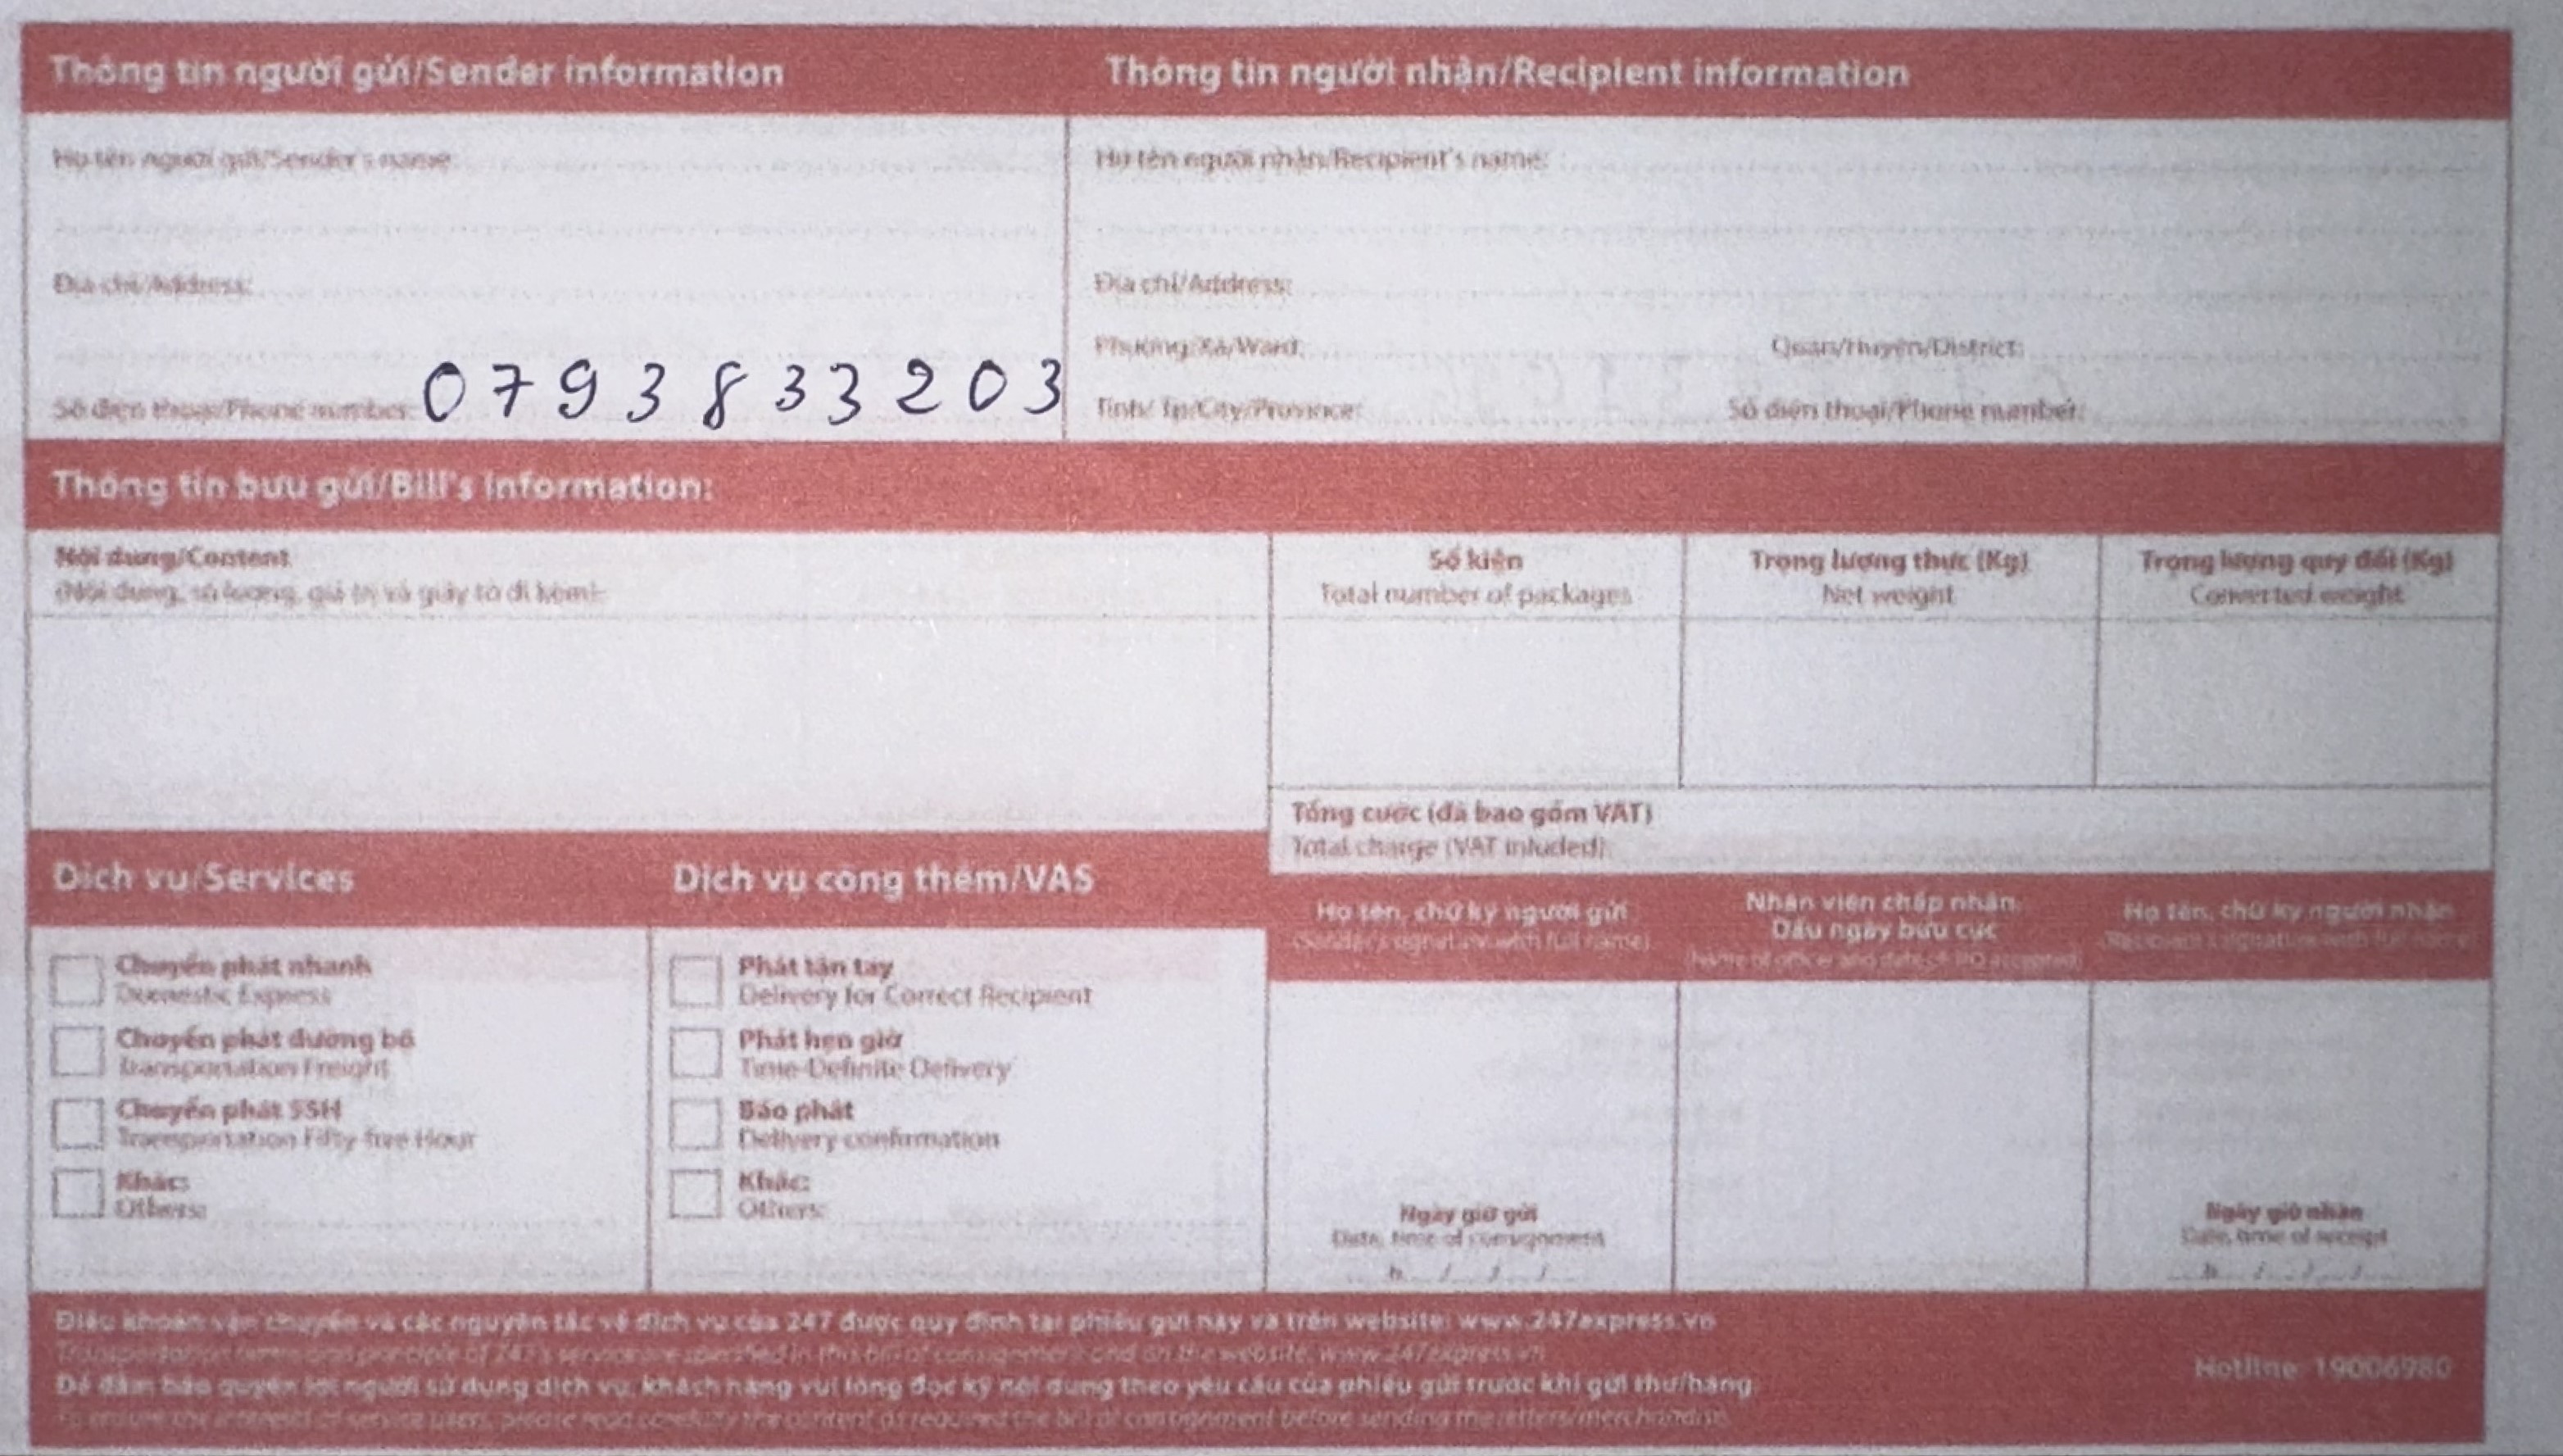 Thông tin người gửi/Sender information
Thông tin người nhận/Recipient information
Họ tên người gửi/Sender's name:
Họ tên người nhận/Recipient's name:
Địa chỉ/Address:
Địa chỉ/Address:
Phường/Xã/Ward:
Quận/Huyện/District:
Số điện thoại/Phone number: 0793833203
Tỉnh/ Tp/City/Province:
Số điện thoại/Phone number:
Thông tin bưu gửi/Bill's information:
Nội dung/Content
(Nội dung, số lượng, giá trị và giấy tờ đi kèm):
Số kiện
Total number of packages
Trọng lượng thực (Kg)
Net weight
Trọng lượng quy đổi (Kg)
Converted weight
Tổng cước (đã bao gồm VAT)
Total charge (VAT inluded):
Dịch vụ/Services
Dịch vụ cộng thêm/VAS
Họ tên, chữ ký người gửi
(Sender's signature with full name)
Nhân viên chấp nhận,
Dấu ngày bưu cục
(Name of officer and date of PO accepted)
Họ tên, chữ ký người nhận
(Recipient's signature with full name)
Chuyển phát nhanh
Domestic Express
Chuyển phát đường bộ
Transportation Freight
Chuyển phát 55H
Transportation Fifty-five Hour
Khác:
Others:
Phát tận tay
Delivery for Correct Recipient
Phát hẹn giờ
Time-Definite Delivery
Báo phát
Delivery confirmation
Khác:
Others:
Ngày giờ gửi
Date, time of consignment
...h.../.../.../...
Ngày giờ nhận
Date, time of receipt
...h.../.../.../...
Điều khoản vận chuyển và các nguyên tắc về dịch vụ của 247 được quy định tại phiếu gửi này và trên website: www.247express.vn
Transportation terms and principle of 247's service are specified in this bill of consignment and on the website: www.247express.vn
Để đảm bảo quyền lợi người sử dụng dịch vụ, khách hàng vui lòng đọc kỹ nội dung theo yêu cầu của phiếu gửi trước khi gửi thư/hàng.
To ensure the interests of service users, please read carefully the content as required the bill of consignment before sending the letters/merchandise.
Hotline: 19006980